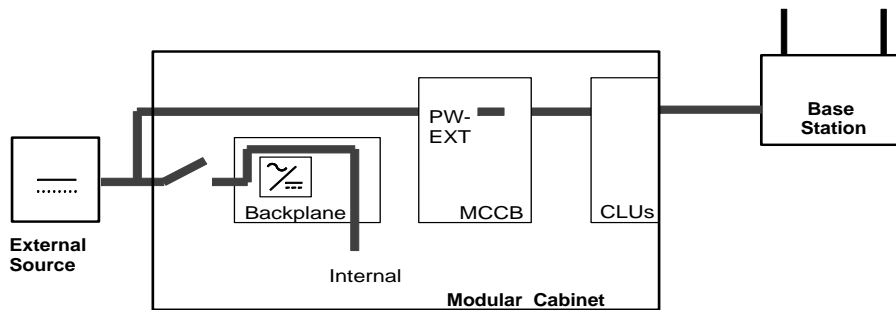 Base
Station
PW-
EXT
Backplane
MCCB
CLUs
External
Source
Internal
Modular Cabinet